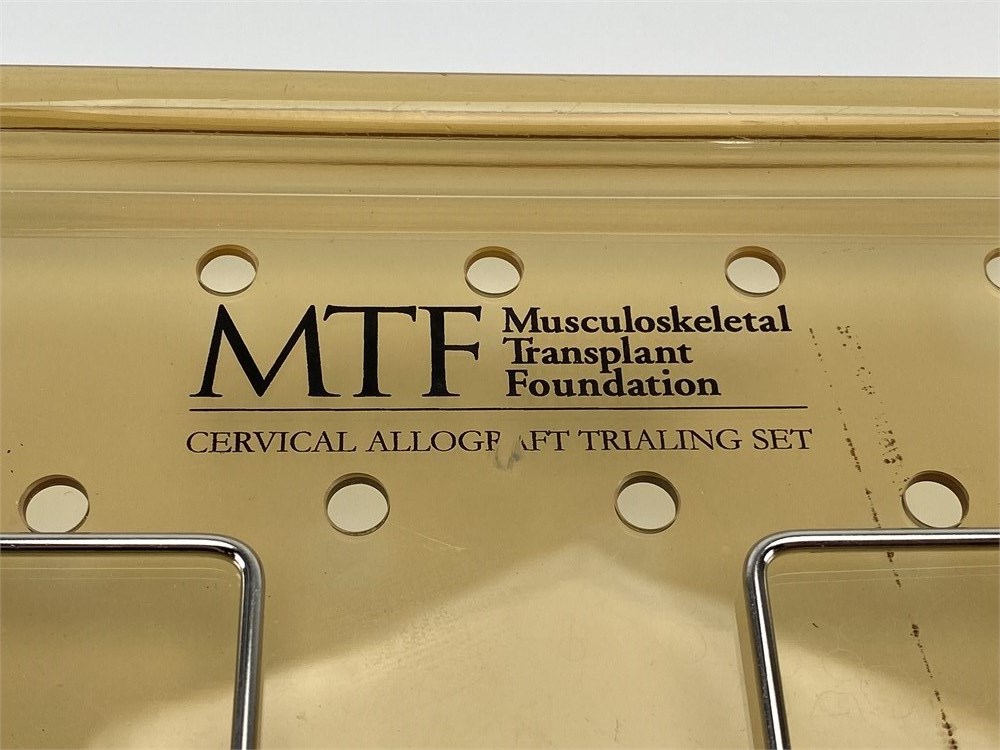 MTF Musculoskeletal
Transplant
Foundation
CERVICAL ALLOGRAFT TRIALING SET